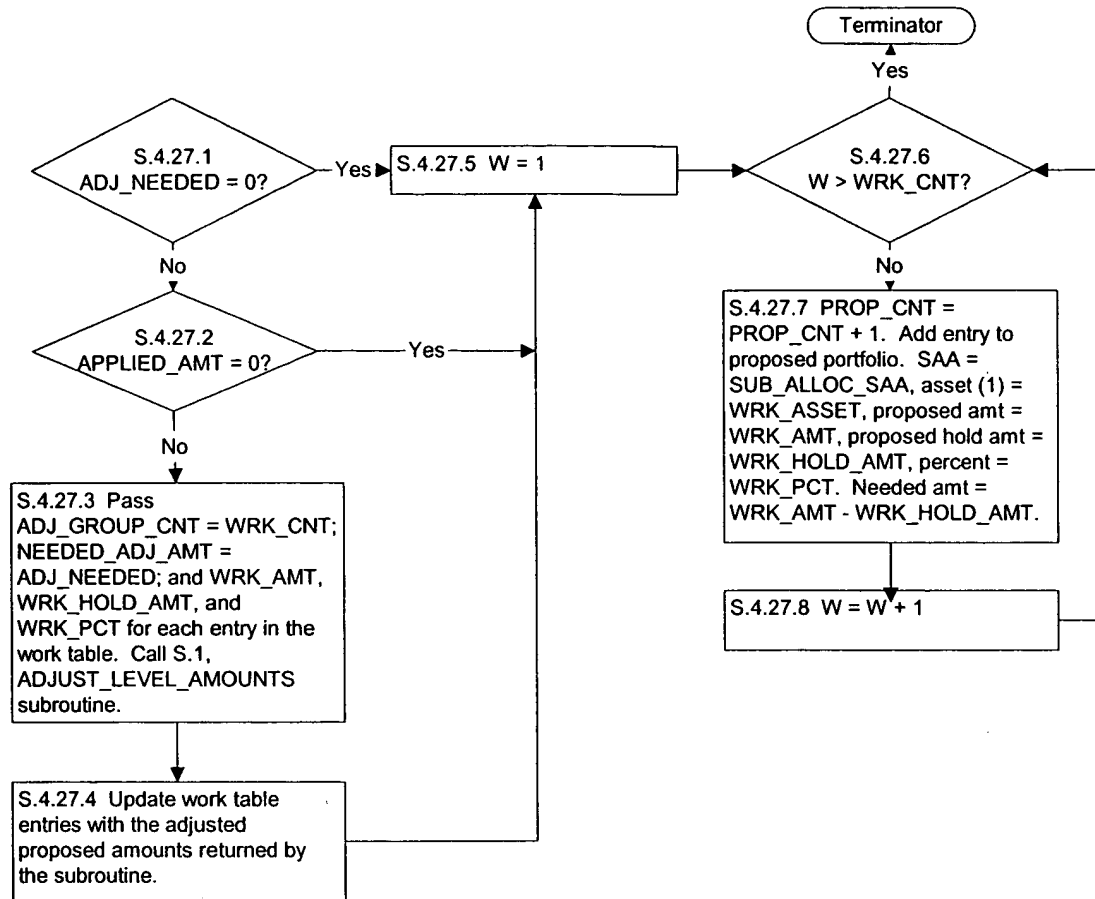 Terminator
Yes
S.4.27.1
ADJ_NEEDED = 0?
Yes
S.4.27.5 W = 1
S.4.27.6
W > WRK_CNT?
No
No
S.4.27.2
APPLIED_AMT = 0?
Yes
S.4.27.7 PROP_CNT =
PROP_CNT + 1. Add entry to
proposed portfolio. SAA =
SUB_ALLOC_SAA, asset (1) =
WRK_ASSET, proposed amt =
WRK_AMT, proposed hold amt =
WRK_HOLD_AMT, percent =
WRK_PCT. Needed amt =
WRK_AMT - WRK_HOLD_AMT.
No
S.4.27.3 Pass
ADJ_GROUP_CNT = WRK_CNT;
NEEDED_ADJ_AMT =
ADJ_NEEDED; and WRK_AMT,
WRK_HOLD_AMT, and
WRK_PCT for each entry in the
work table. Call S.1,
ADJUST_LEVEL_AMOUNTS
subroutine.
S.4.27.8 W = W + 1
S.4.27.4 Update work table
entries with the adjusted
proposed amounts returned by
the subroutine.